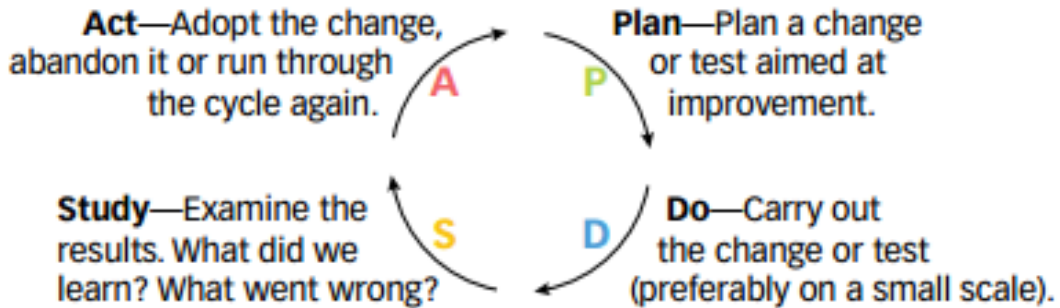 Act—Adopt the change,
abandon it or run through
the cycle again.
A
P
Plan—Plan a change
or test aimed at
improvement.
Study—Examine the
results. What did we
learn? What went wrong?
S
D
Do—Carry out
the change or test
(preferably on a small scale).